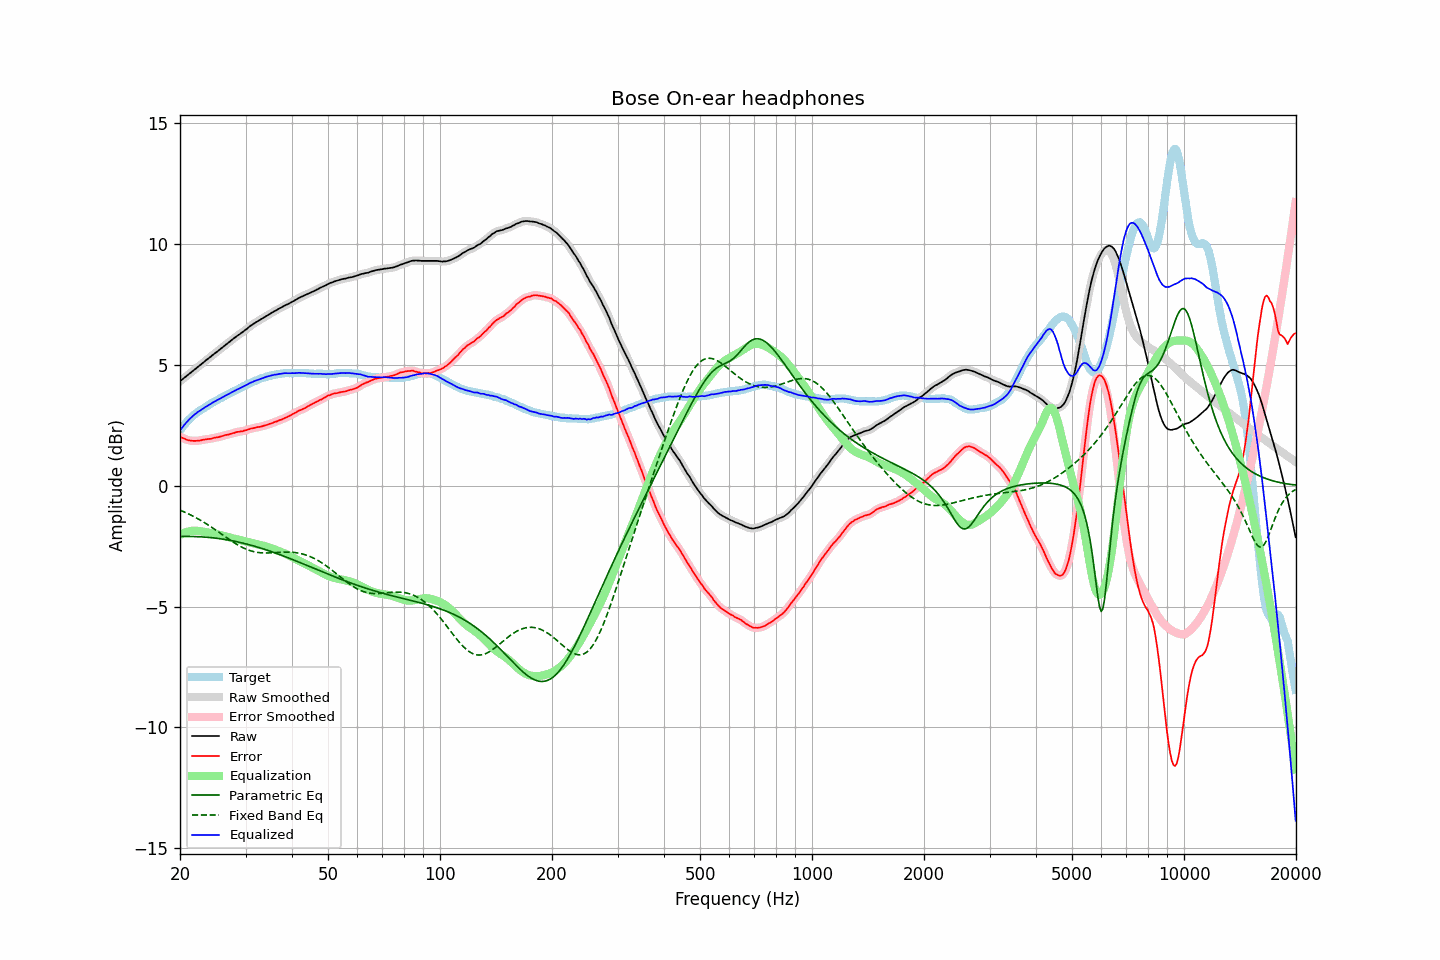 Bose On-ear headphones
15
10
5
0
−5
−10
−15
Amplitude (dBr)
Target
Raw Smoothed
Error Smoothed
Raw
Error
Equalization
Parametric Eq
Fixed Band Eq
Equalized
20 50 100 200 500 1000 2000 5000 10000 20000
Frequency (Hz)